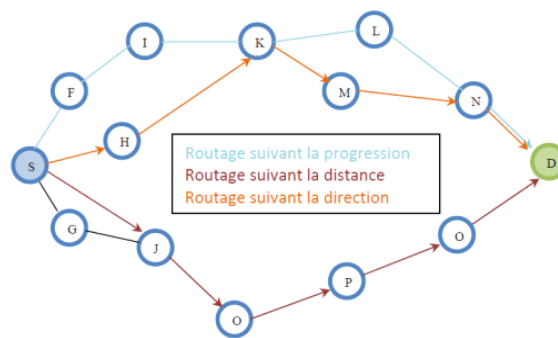 L
I
K
F
M
N
H
Routage suivant la progression
Routage suivant la distance
Routage suivant la direction
S
D
G
J
O
P
O